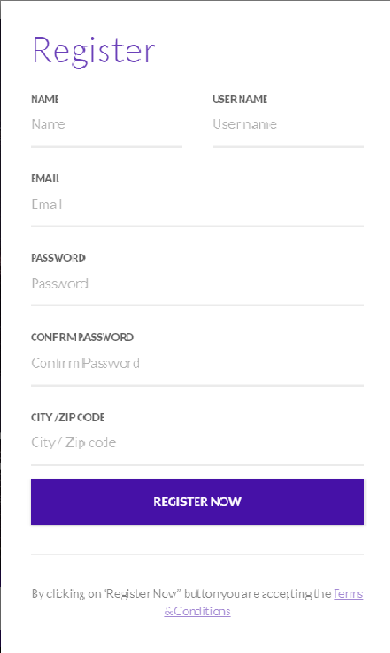 Register
NAME USERNAME
Name Username
EMAIL
Email
PASSWORD
Password
CONFIRM PASSWORD
Confirm Password
CITY / ZIP CODE
City / Zip code
REGISTER NOW
By clicking on 'Register Now" button you are accepting the Terms
& Conditions